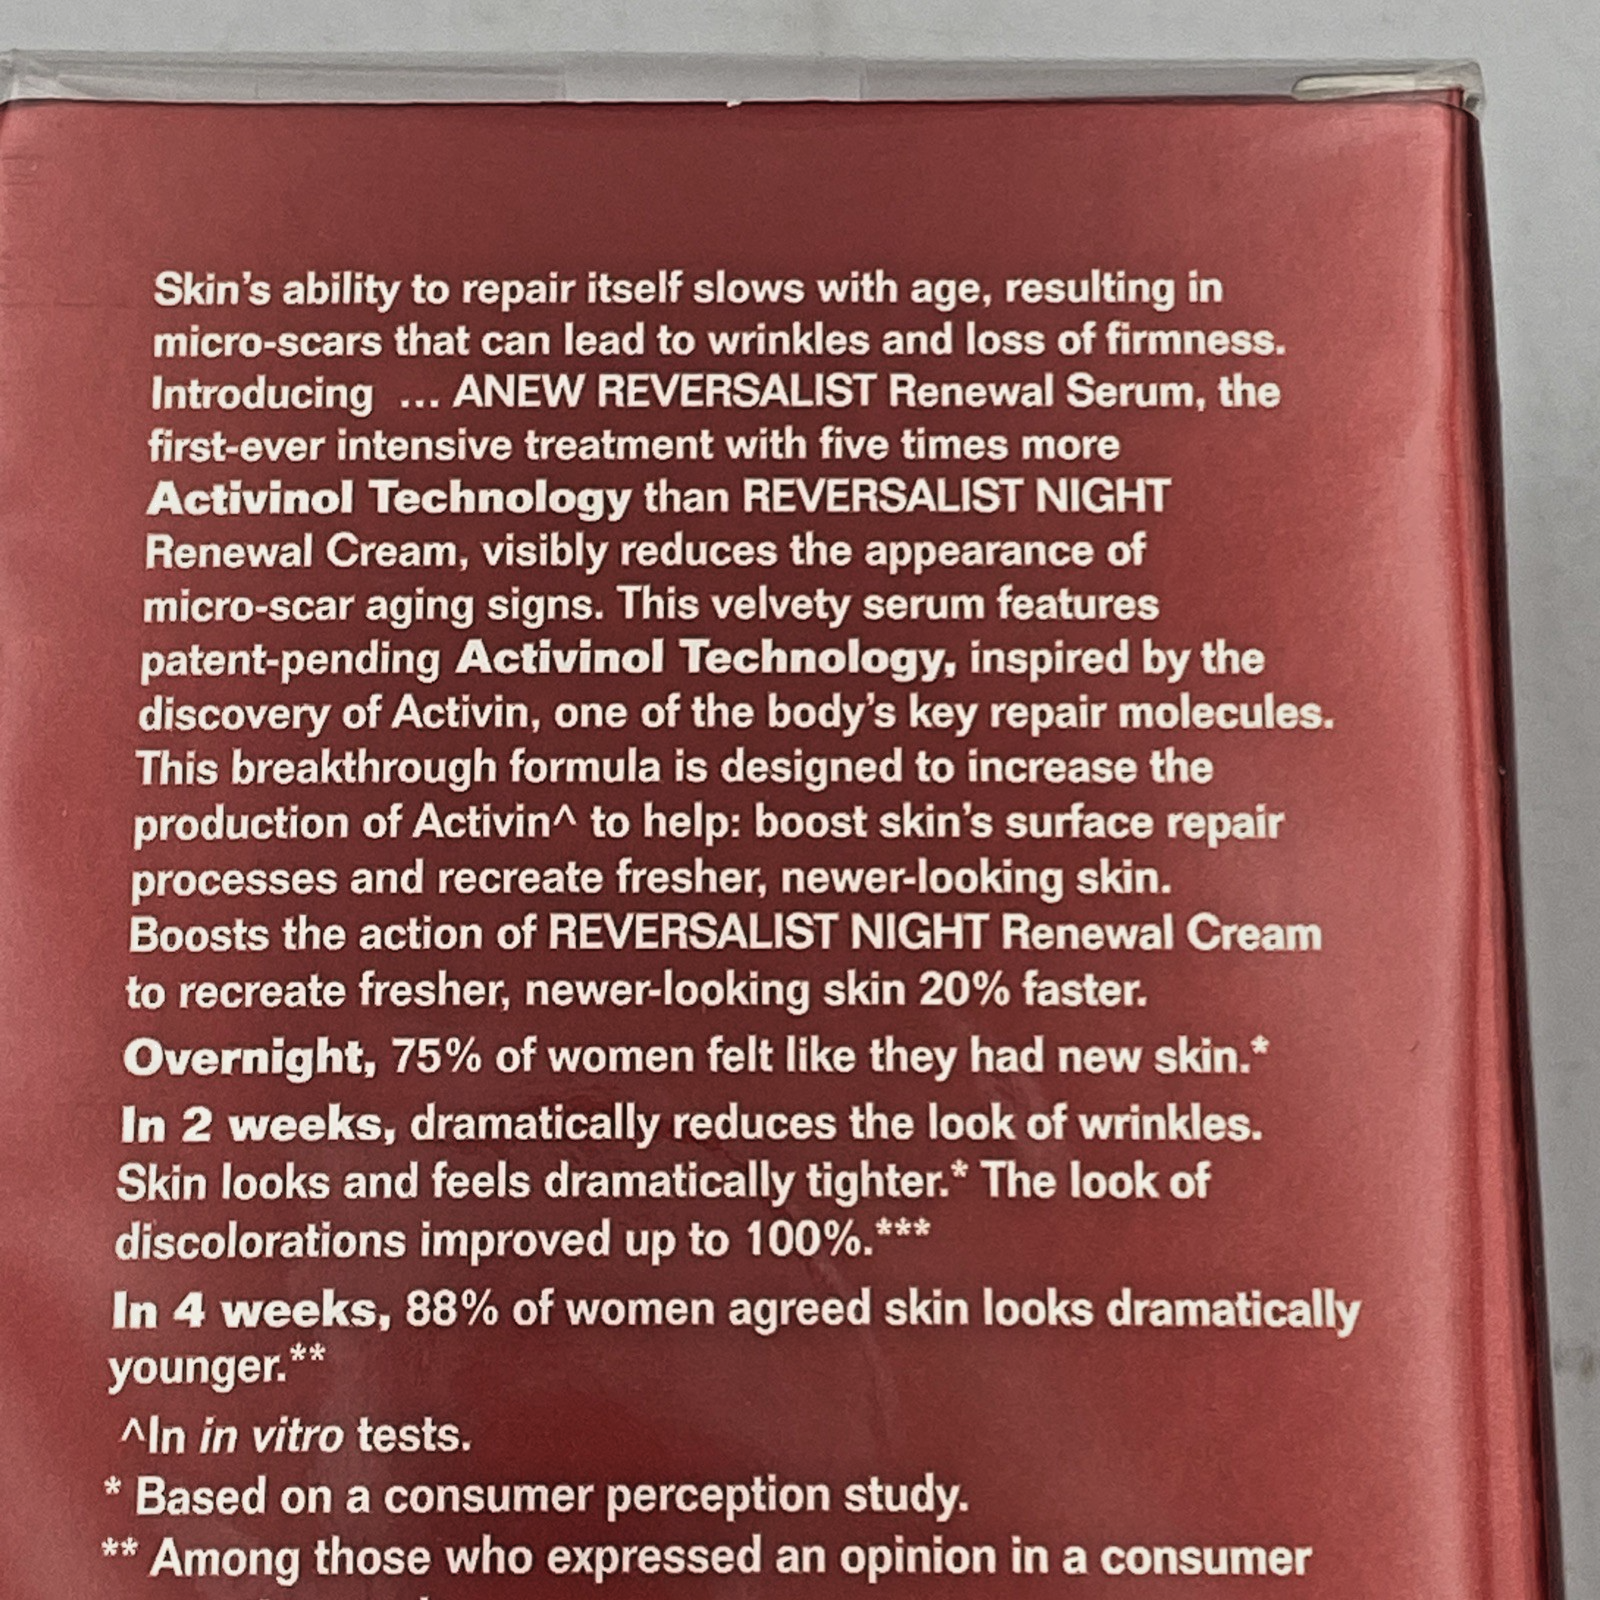 Skin's ability to repair itself slows with age, resulting in
micro-scars that can lead to wrinkles and loss of firmness.
Introducing ... ANEW REVERSALIST Renewal Serum, the
first-ever intensive treatment with five times more
Activinol Technology than REVERSALIST NIGHT
Renewal Cream, visibly reduces the appearance of
micro-scar aging signs. This velvety serum features
patent-pending Activinol Technology, inspired by the
discovery of Activin, one of the body's key repair molecules.
This breakthrough formula is designed to increase the
production of Activin^ to help: boost skin's surface repair
processes and recreate fresher, newer-looking skin.
Boosts the action of REVERSALIST NIGHT Renewal Cream
to recreate fresher, newer-looking skin 20% faster.
Overnight, 75% of women felt like they had new skin.*
In 2 weeks, dramatically reduces the look of wrinkles.
Skin looks and feels dramatically tighter.* The look of
discolorations improved up to 100%.***
In 4 weeks, 88% of women agreed skin looks dramatically
younger.**
^In in vitro tests.
* Based on a consumer perception study.
** Among those who expressed an opinion in a consumer